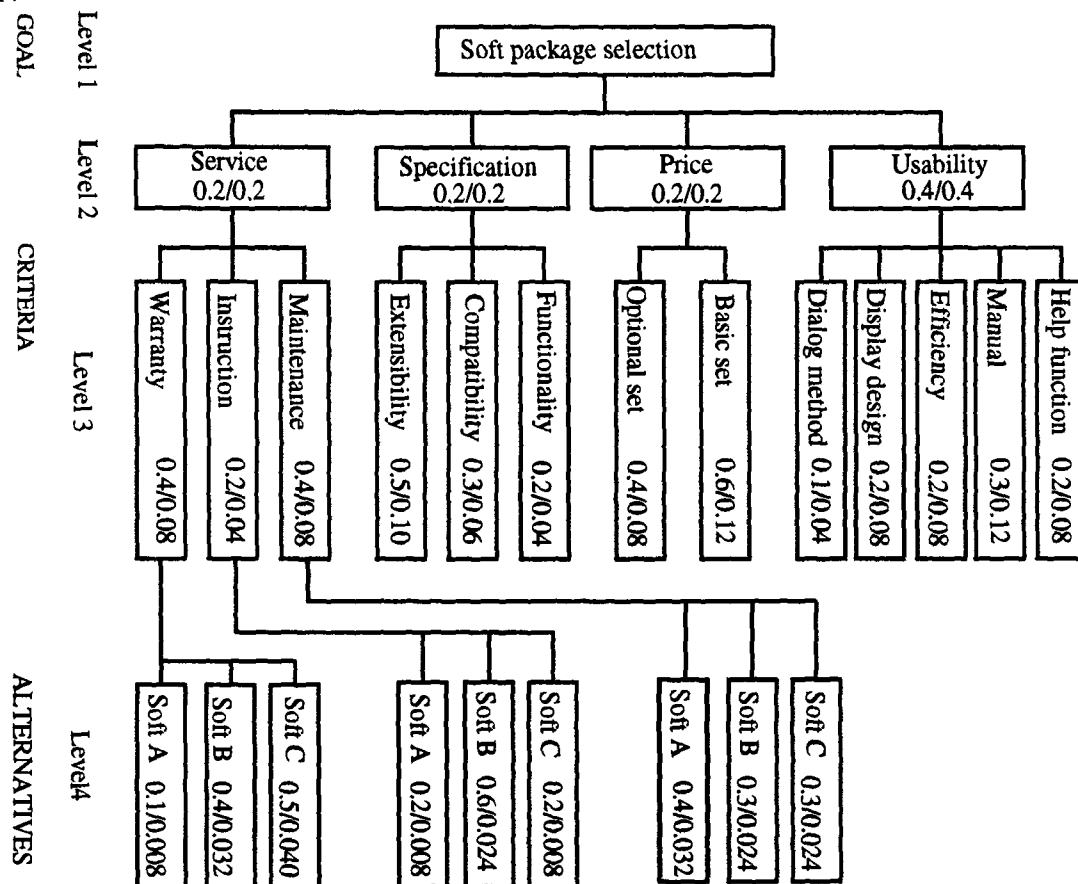 GOAL
Level 1
Soft package selection
Level 2
Service
0.2/0.2
Specification
0.2/0.2
Price
0.2/0.2
Usability
0.4/0.4
CRITERIA
Level 3
Warranty 0.4/0.08
Instruction 0.2/0.04
Maintenance 0.4/0.08
Extensibility 0.5/0.10
Compatibility 0.3/0.06
Functionality 0.2/0.04
Optional set 0.4/0.08
Basic set 0.6/0.12
Dialog method 0.1/0.04
Display design 0.2/0.08
Efficiency 0.2/0.08
Manual 0.3/0.12
Help function 0.2/0.08
ALTERNATIVES
Level4
Soft A 0.1/0.008
Soft B 0.4/0.032
Soft C 0.5/0.040
Soft A 0.2/0.008
Soft B 0.6/0.024
Soft C 0.2/0.008
Soft A 0.4/0.032
Soft B 0.3/0.024
Soft C 0.3/0.024